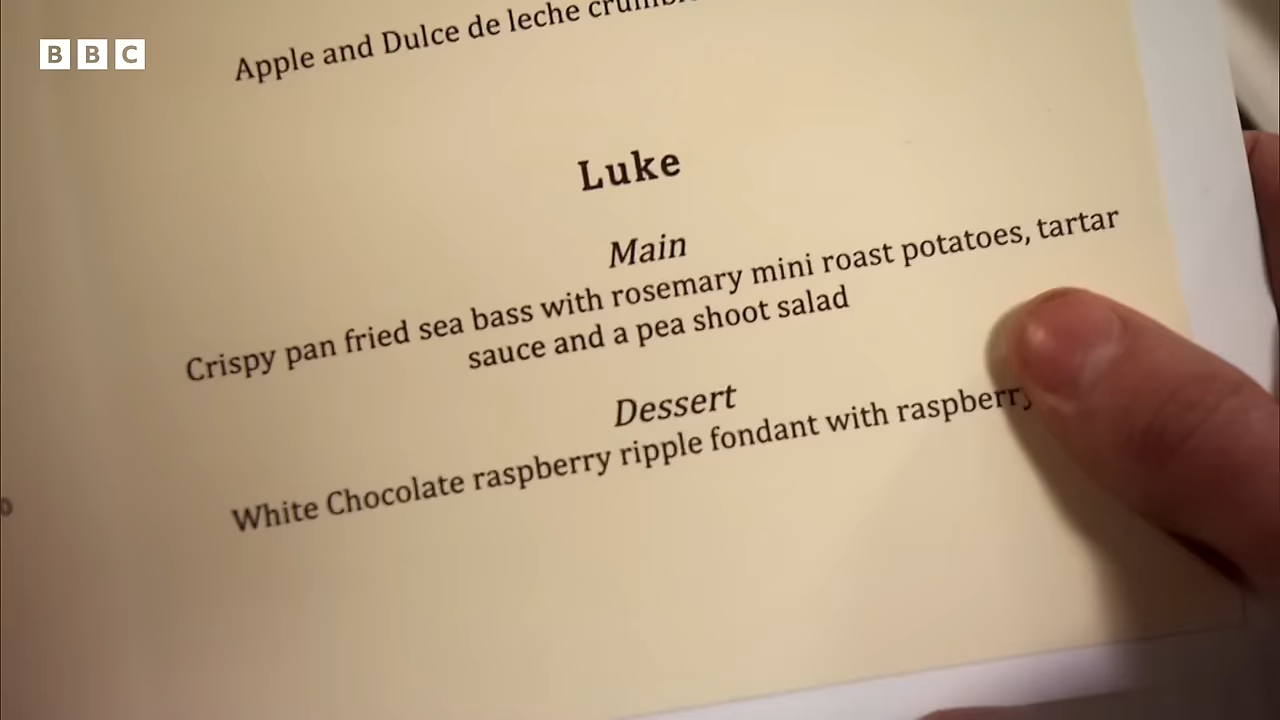 BBC
Apple and Dulce de leche
Luke
Main
Crispy pan fried sea bass with rosemary mini roast potatoes, tartar
sauce and a pea shoot salad
Dessert
White Chocolate raspberry ripple fondant with raspberry